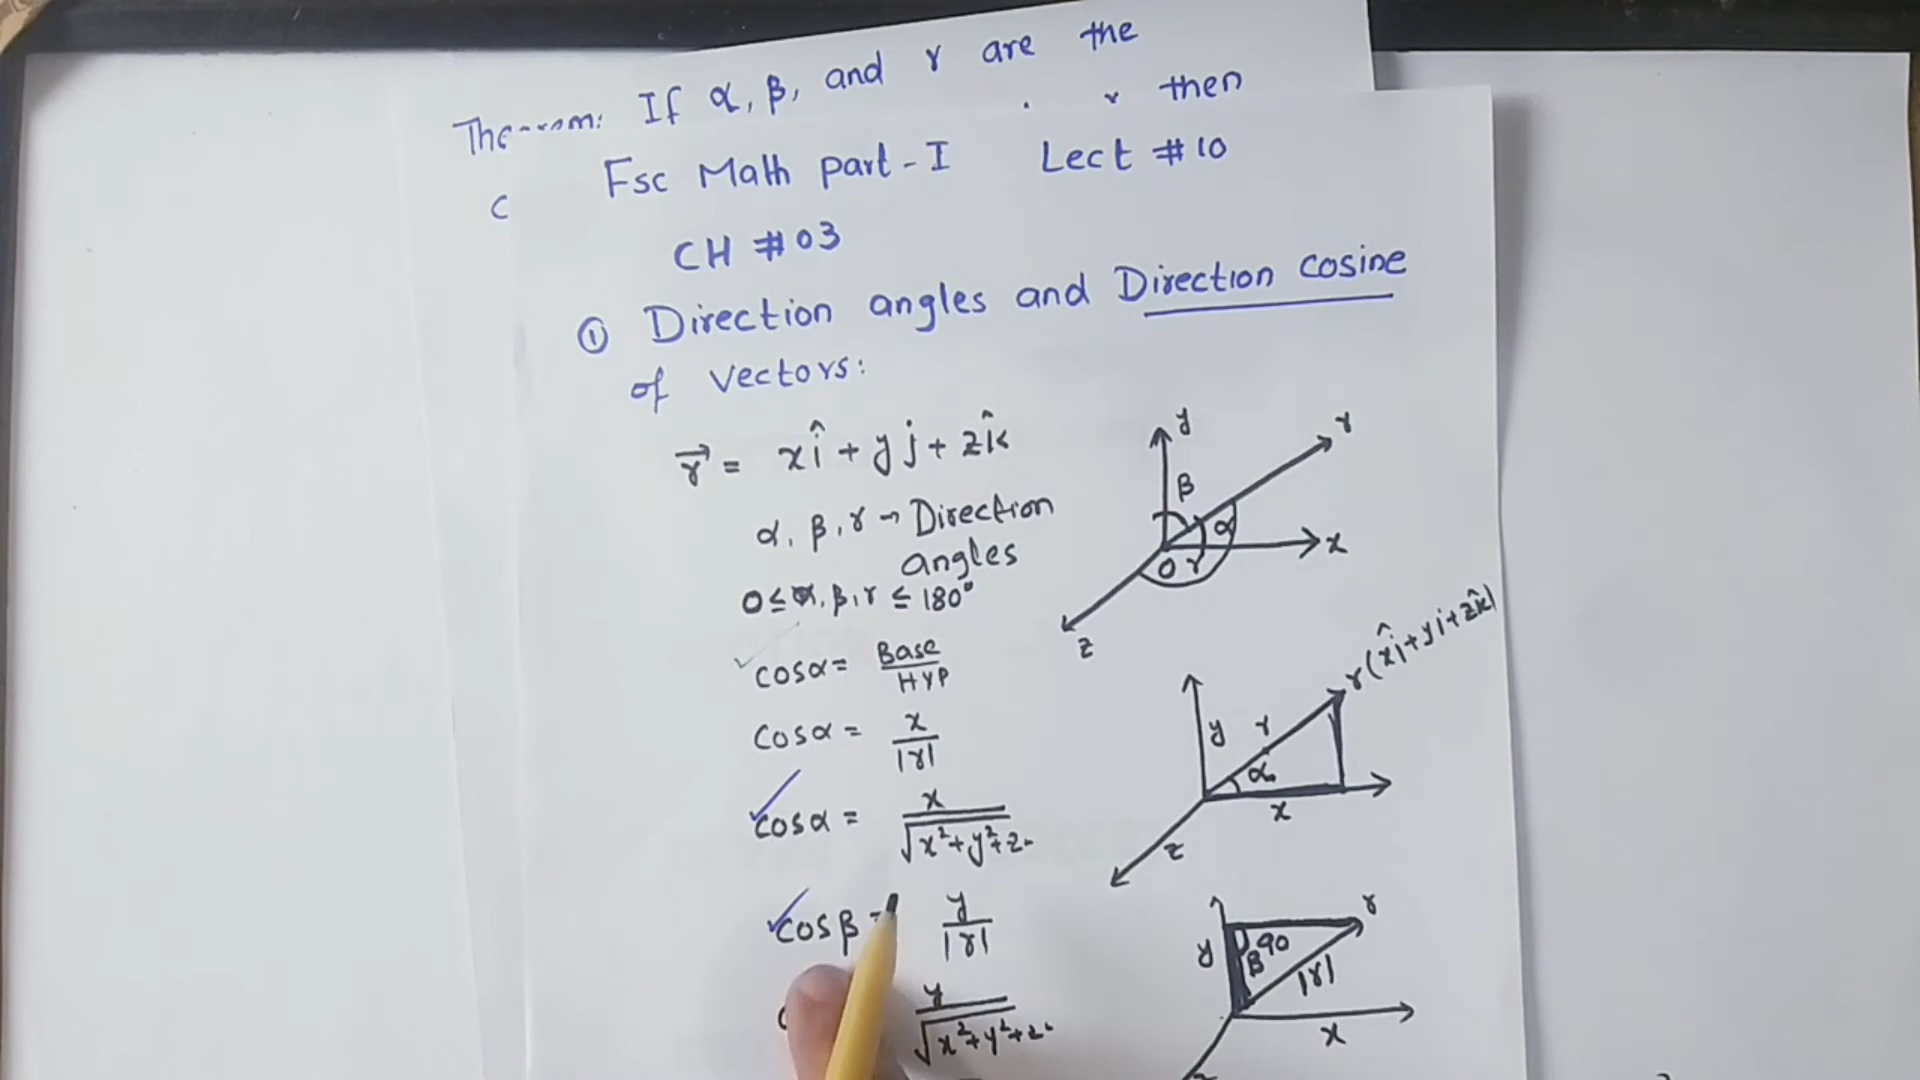 Theorem: If α, β, and γ are the
then
Fsc Math part-I Lect #10
CH #03
① Direction angles and Direction cosine
of Vectors:
r⃗ = xî + yj + zk̂
α, β, γ → Direction
angles
0 ≤ α, β, γ ≤ 180°
cosα = Base/HYP
cosα = x/|r|
cosα = x/√x²+y²+z²
cosβ = y/|r|
y/√x²+y²+z²
y
r
β
α
O γ
x
z
r(xî+yj+zk̂)
y
r
α
x
z
r
y
90
β
|r|
x